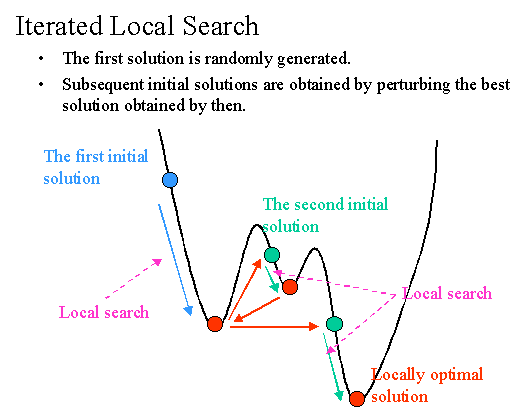 Iterated Local Search
• The first solution is randomly generated.
• Subsequent initial solutions are obtained by perturbing the best
solution obtained by then.
The first initial
solution
The second initial
solution
Local search
Local search
Locally optimal
solution